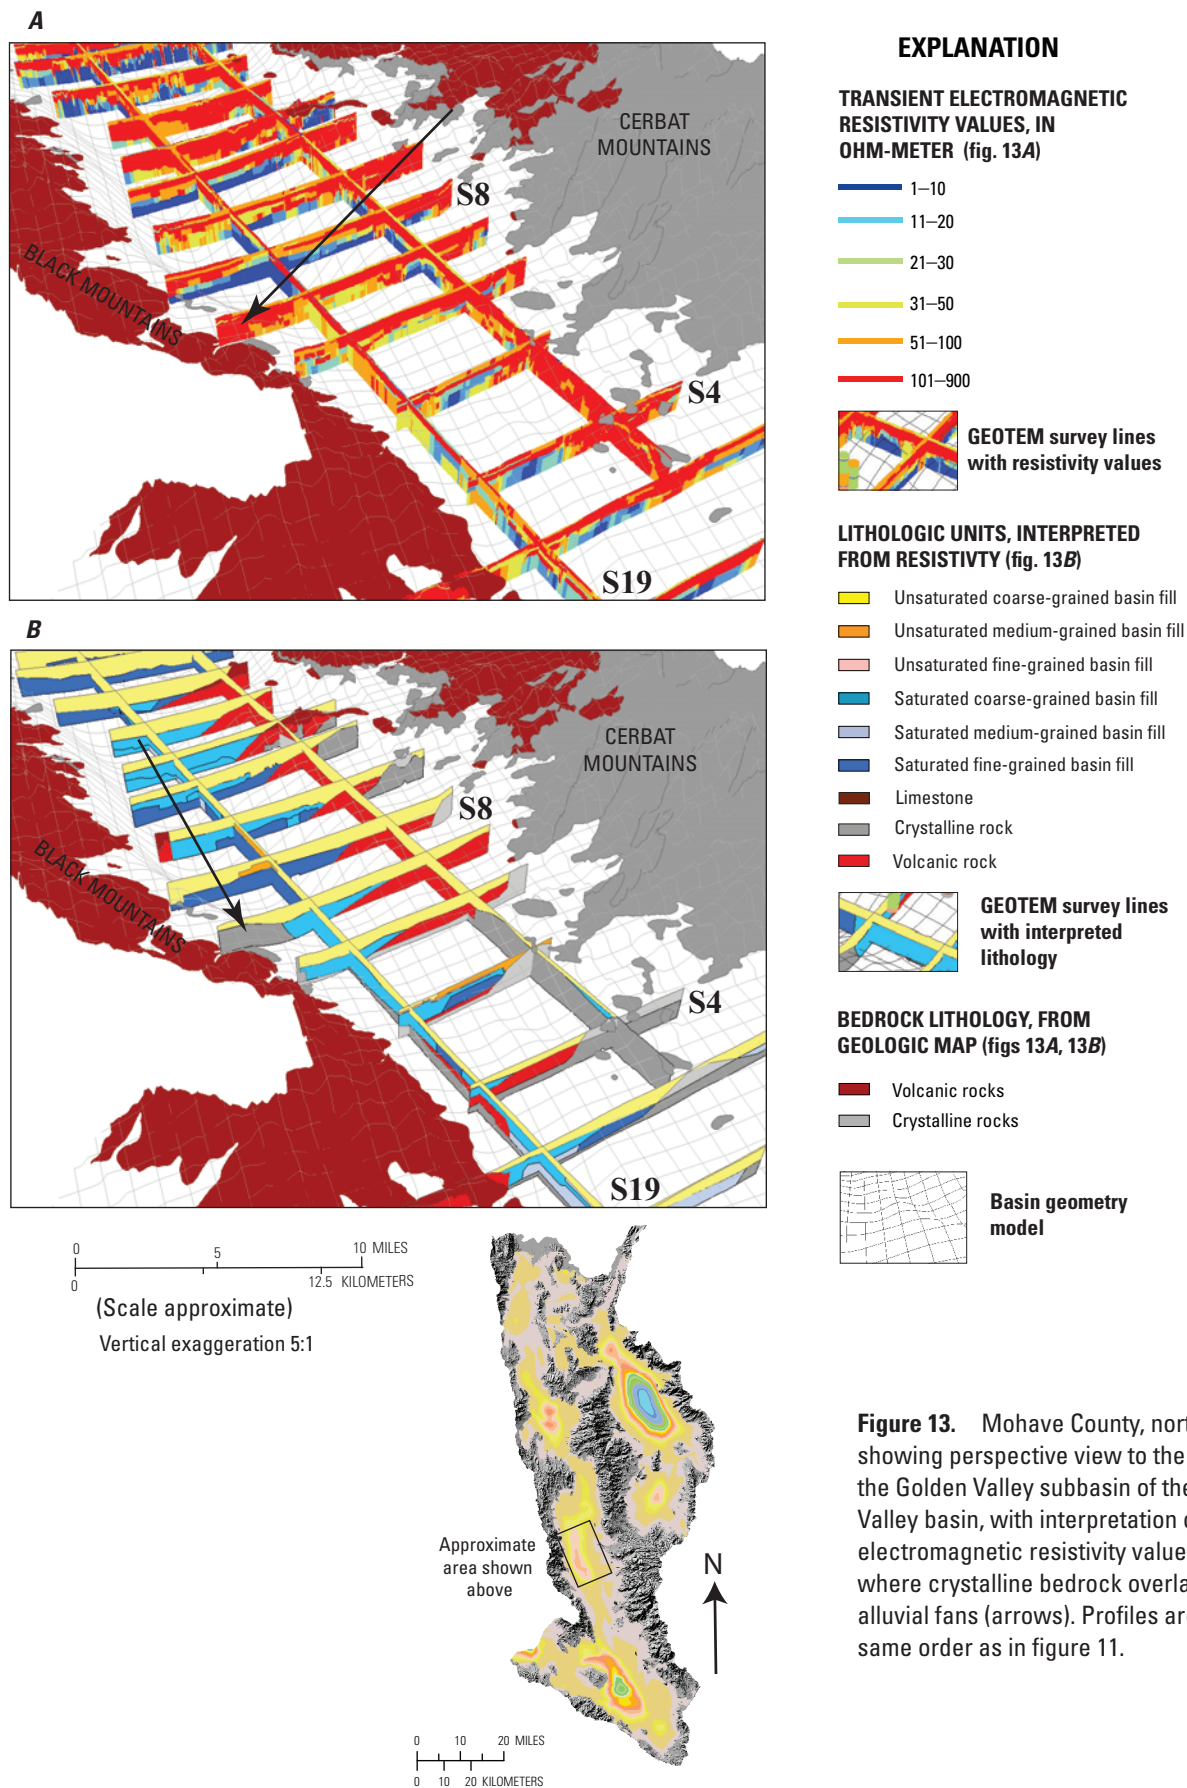 A
CERBAT
MOUNTAINS
S8
BLACK MOUNTAINS
S4
S19
B
CERBAT
MOUNTAINS
S8
BLACK MOUNTAINS
S4
S19
0 5 10 MILES
0 12.5 KILOMETERS
(Scale approximate)
Vertical exaggeration 5:1
Approximate
area shown
above
N
0 10 20 MILES
0 10 20 KILOMETERS
EXPLANATION
TRANSIENT ELECTROMAGNETIC
RESISTIVITY VALUES, IN
OHM-METER (fig. 13A)
1–10
11–20
21–30
31–50
51–100
101–900
GEOTEM survey lines
with resistivity values
LITHOLOGIC UNITS, INTERPRETED
FROM RESISTIVTY (fig. 13B)
Unsaturated coarse-grained basin fill
Unsaturated medium-grained basin fill
Unsaturated fine-grained basin fill
Saturated coarse-grained basin fill
Saturated medium-grained basin fill
Saturated fine-grained basin fill
Limestone
Crystalline rock
Volcanic rock
GEOTEM survey lines
with interpreted
lithology
BEDROCK LITHOLOGY, FROM
GEOLOGIC MAP (figs 13A, 13B)
Volcanic rocks
Crystalline rocks
Basin geometry
model
Figure 13. Mohave County, nort
showing perspective view to the
the Golden Valley subbasin of the
Valley basin, with interpretation o
electromagnetic resistivity value
where crystalline bedrock overla
alluvial fans (arrows). Profiles are
same order as in figure 11.